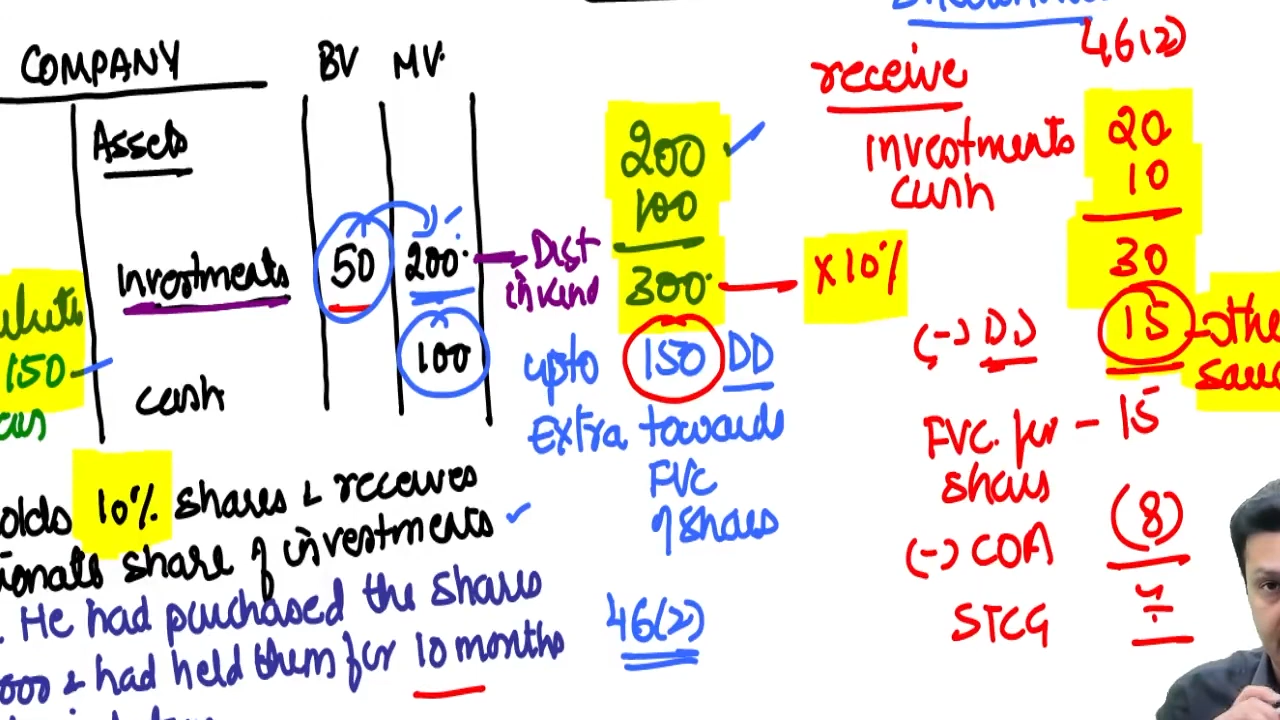 COMPANY
BV MV.
Assets
Investments 50 200
100
cash
150
200
100
300
Dist
in kind
upto 150 DD
Extra towards
FVC
of shares
46(2)
x10%
46(2)
receive
Investments 20
cash 10
30
(-) DD 15
FVC for - 15
shares
(-) COA (8)
STCG 7
10% shares & receives
share of investments
. He had purchased the shares
000 & had held them for 10 months